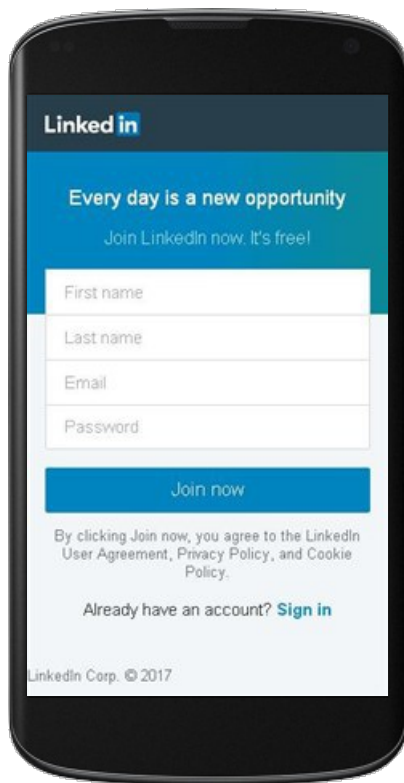 Linked in
Every day is a new opportunity
Join LinkedIn now. It's free!
First name
Last name
Email
Password
Join now
By clicking Join now, you agree to the LinkedIn
User Agreement, Privacy Policy, and Cookie
Policy.
Already have an account? Sign in
LinkedIn Corp. © 2017